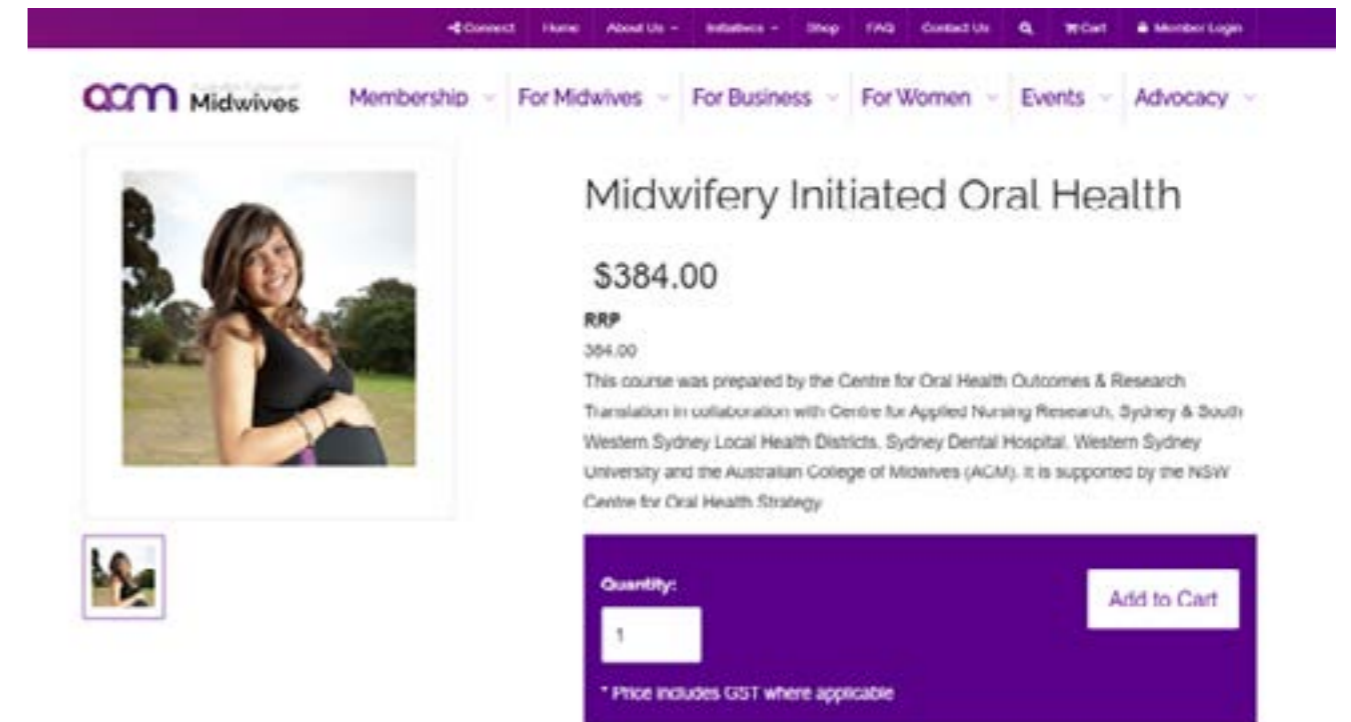 Connect Home About Us Initiatives Shop FAQ Contact Us Cart Member Login
acm Midwives
Membership For Midwives For Business For Women Events Advocacy
Midwifery Initiated Oral Health
$384.00
RRP
384.00
This course was prepared by the Centre for Oral Health Outcomes & Research
Translation in collaboration with Centre for Applied Nursing Research, Sydney & South
Western Sydney Local Health Districts, Sydney Dental Hospital, Western Sydney
University and the Australian College of Midwives (ACM). It is supported by the NSW
Centre for Oral Health Strategy
Quantity:
Add to Cart
1
* Price includes GST where applicable